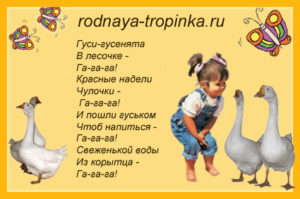 rodnaya-tropinka.ru
Гуси-гусенята
В лесочке -
Га-га-га!
Красные надели
Чулочки -
Га-га-га!
И пошли гуськом
Чтоб напиться -
Га-га-га!
Свеженькой воды
Из корытца -
Га-га-га!